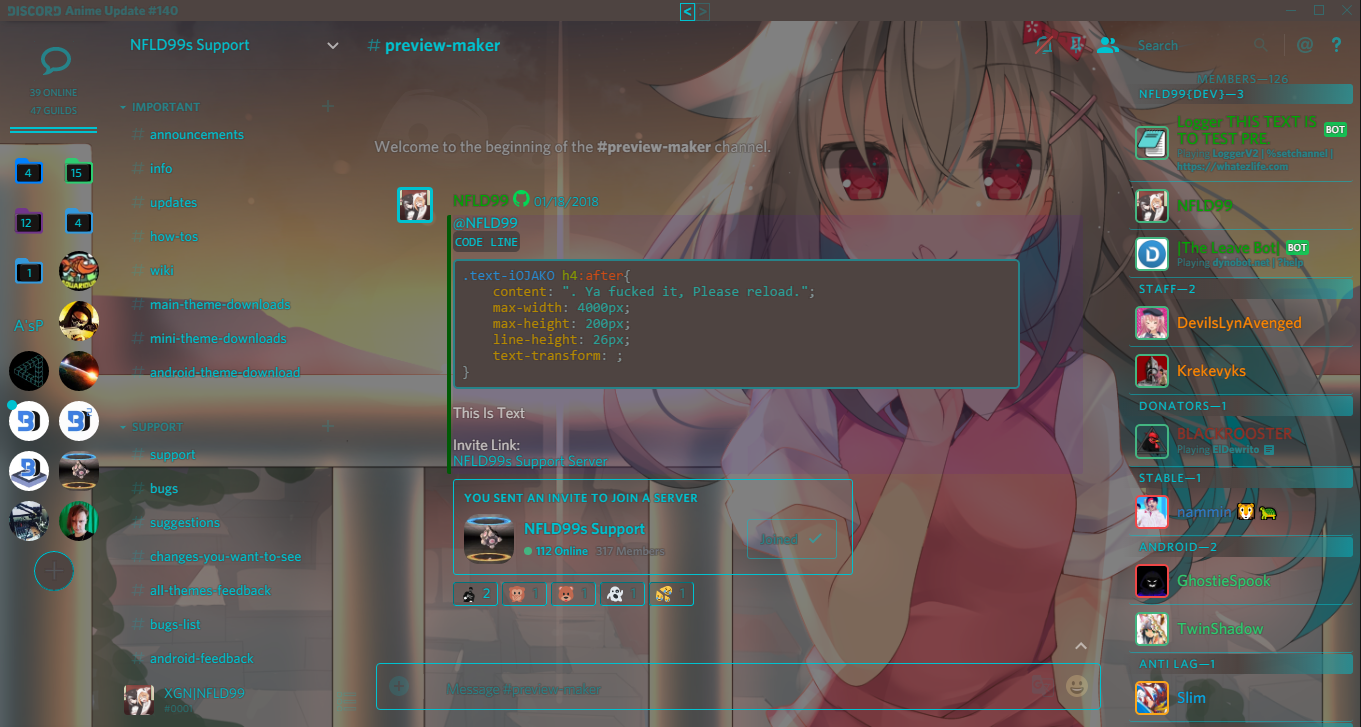 DISCORD Anime Update #140
< >
39 ONLINE
47 GUILDS
4
15
12
4
1
A'sP
NFLD99s Support
IMPORTANT
# announcements
# info
# updates
# how-tos
# wiki
# main-theme-downloads
# mini-theme-downloads
# android-theme-download
SUPPORT
# support
# bugs
# suggestions
# changes-you-want-to-see
# all-themes-feedback
# bugs-list
# android-feedback
XGN|NFLD99
#0001
# preview-maker
Search
@ ?
Welcome to the beginning of the #preview-maker channel.
NFLD99 01/15/2018
@NFLD99
CODE LINE
.text-iOJAKO h4:after{
content: ". Ya fucked it, Please reload.";
max-width: 4000px;
max-height: 200px;
line-height: 26px;
text-transform: ;
}
This Is Text
Invite Link:
NFLD99s Support Server
YOU SENT AN INVITE TO JOIN A SERVER
NFLD99s Support
112 Online 317 Members
Joined
2 1 1 1 1
Message #preview-maker
MEMBERS—126
NFLD99{DEV}—3
Logger THIS TEXT IS
TO TEST PRE. BOT
Playing LoggerV2 | %setchannel |
https://whatezlife.com
NFLD99
[The Leave Bot] BOT
Playing dynobot.net | ?help
STAFF—2
DevilsLynAvenged
Krekevyks
DONATORS—1
BLACKROOSTER
Playing ElDewrito
STABLE—1
nammin
ANDROID—2
GhostieSpook
TwinShadow
ANTI LAG—1
Slim